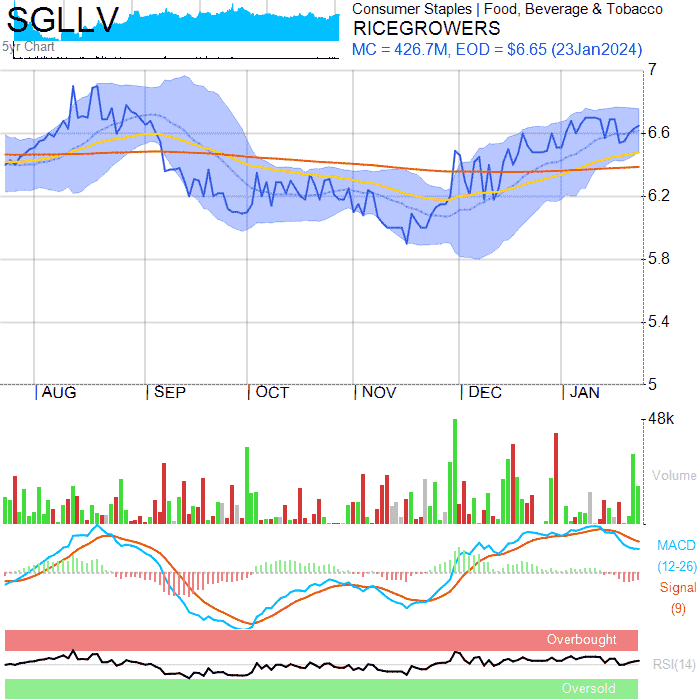 SGLLV
5yr Chart
Consumer Staples | Food, Beverage & Tobacco
RICEGROWERS
MC = 426.7M, EOD = $6.65 (23Jan2024)
7
6.6
6.2
5.8
5.4
5
| AUG | SEP | OCT | NOV | DEC | JAN
48k
Volume
MACD
(12-26)
Signal
(9)
Overbought
RSI(14)
Oversold